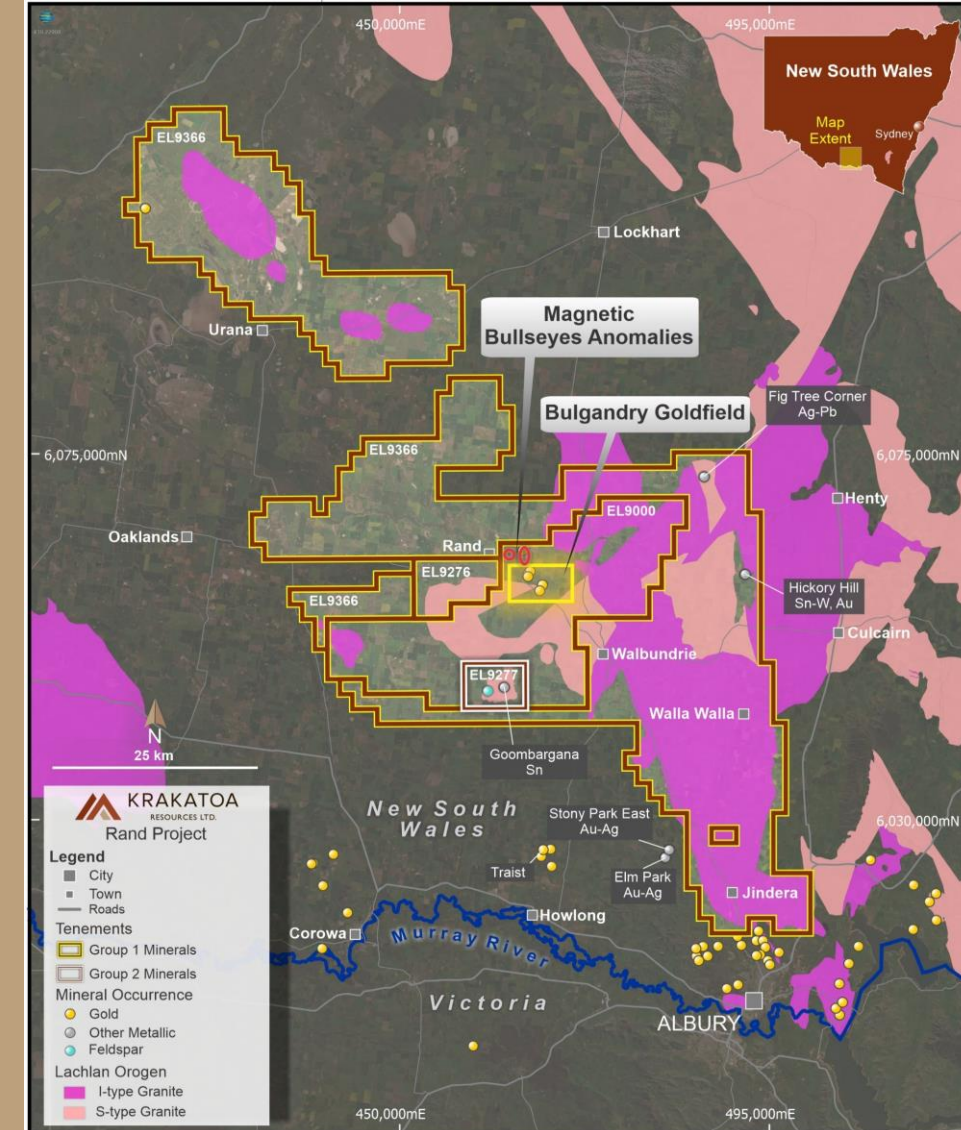 450,000mE
495,000mE
New South Wales
Map
Extent
Sydney
EL9366
Lockhart
Urana
Magnetic
Bullseyes Anomalies
Bulgandry Goldfield
Fig Tree Corner
Ag-Pb
6,075,000mN
6,075,000mN
EL9366
Henty
EL9000
Oaklands
Rand
EL9276
EL9366
Hickory Hill
Sn-W, Au
Culcairn
Walbundrie
EL9277
Walla Walla
N
25 km
Goombargana
Sn
New South
Wales
Stony Park East
Au-Ag
6,030,000mN
Traist
Elm Park
Au-Ag
Jindera
Howlong
Corowa
Murray River
Victoria
ALBURY
KRAKATOA
RESOURCES LTD.
Rand Project
Legend
City
Town
Roads
Tenements
Group 1 Minerals
Group 2 Minerals
Mineral Occurrence
Gold
Other Metallic
Feldspar
Lachlan Orogen
I-type Granite
S-type Granite
450,000mE
495,000mE